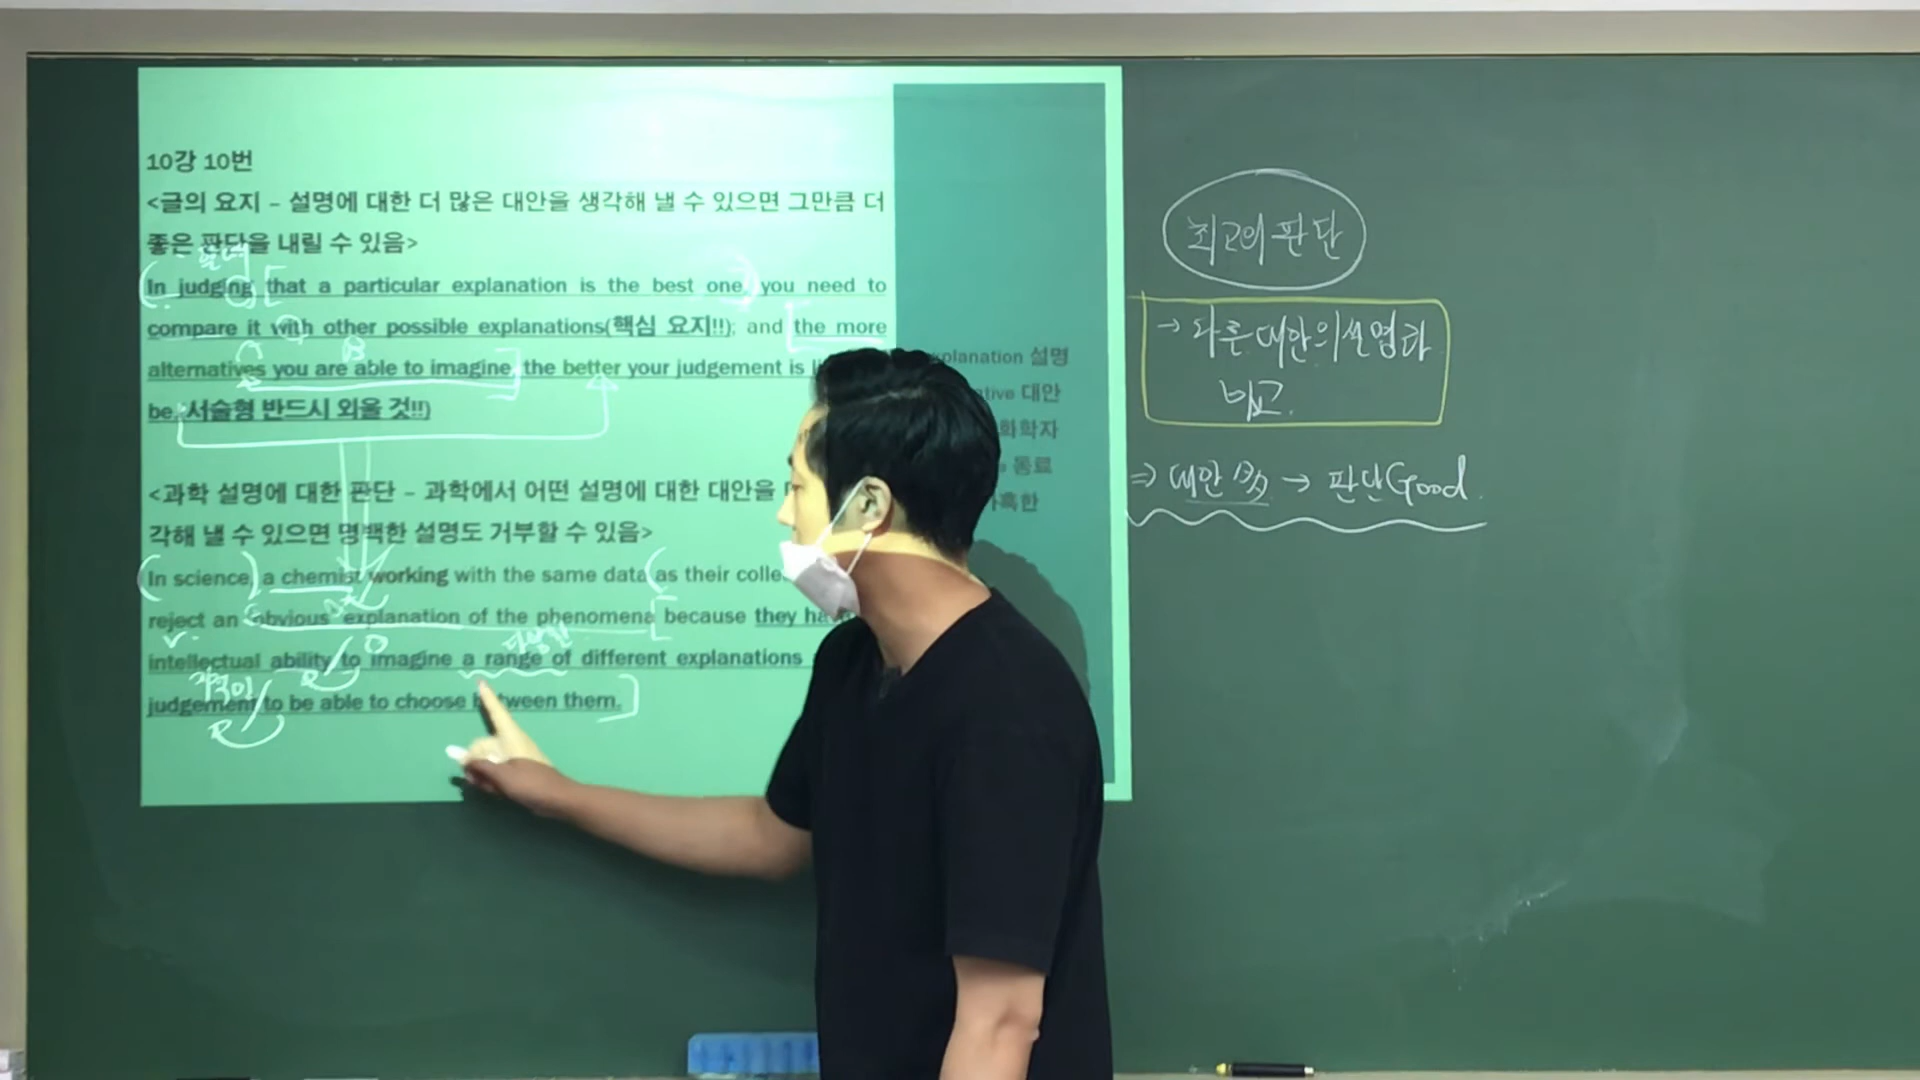 10강 10번
<글의 요지 – 설명에 대한 더 많은 대안을 생각해 낼 수 있으면 그만큼 더
좋은 판단을 내릴 수 있음>
In judging that a particular explanation is the best one, you need to
compare it with other possible explanations(핵심 요지!!); and the more
alternatives you are able to imagine, the better your judgement is
be. 서술형 반드시 외울 것!!)
<과학 설명에 대한 판단 – 과학에서 어떤 설명에 대한 대안을
각해 낼 수 있으면 명백한 설명도 거부할 수 있음>
In science, a chemist working with the same data as their
reject an obvious explanation of the phenomena because they
다양한
intellectual ability to imagine a range of different explanations
지적인
judgement to be able to choose between them.
설명
대안
화학자
동료
최고의 판단
→ 다른 대안의 설명과
비교.
⇒ 대안 多 → 판단 Good.